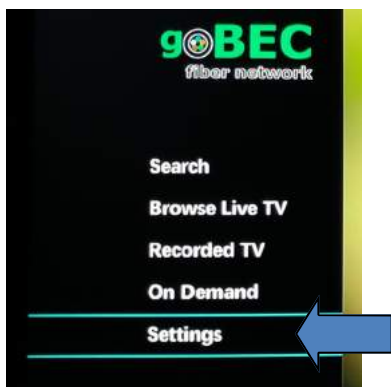 goBEC
fiber network
Search
Browse Live TV
Recorded TV
On Demand
Settings